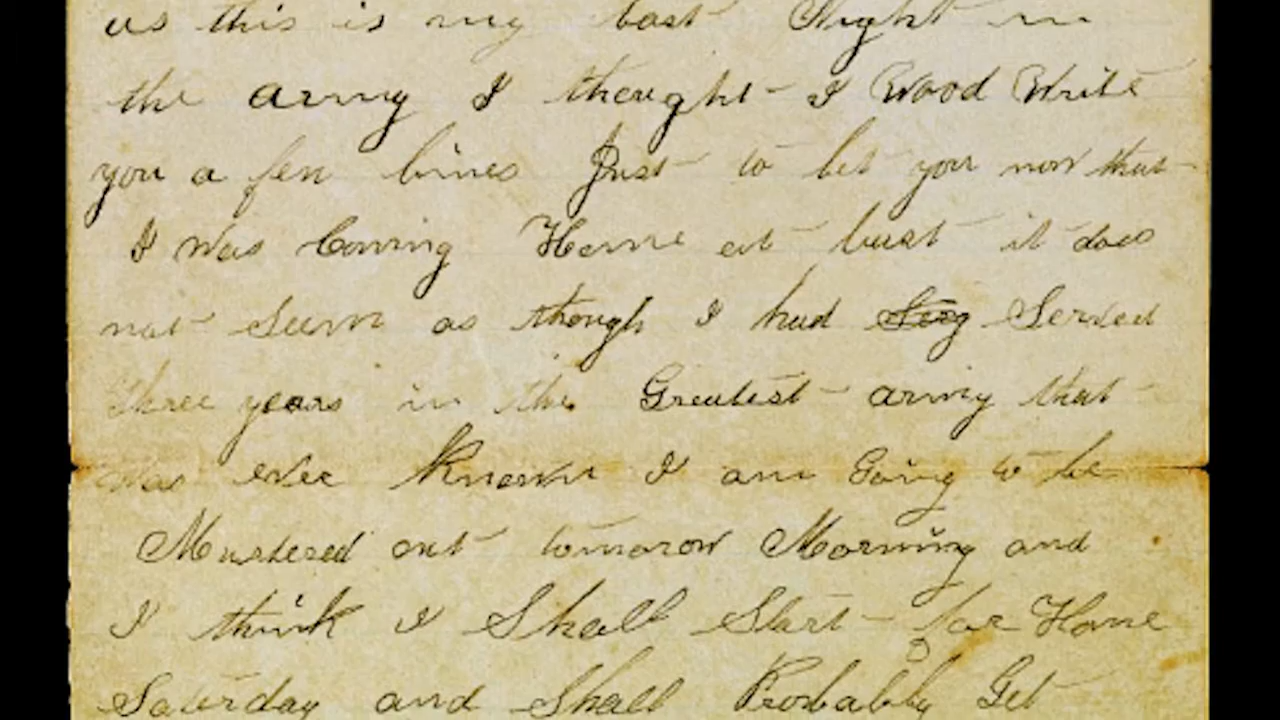 as this is my last Night in
the army I thought I Wood Write
you a few lines Just to let you now that
I Was Coming Home at last it does
not Seem as though I had Serg Served
three years in the Greatest army that
was ever Known I am Going to be
Mustered out tomorow Morning and
I think I Shall Start for Home
Saturday and Shall Probably Get